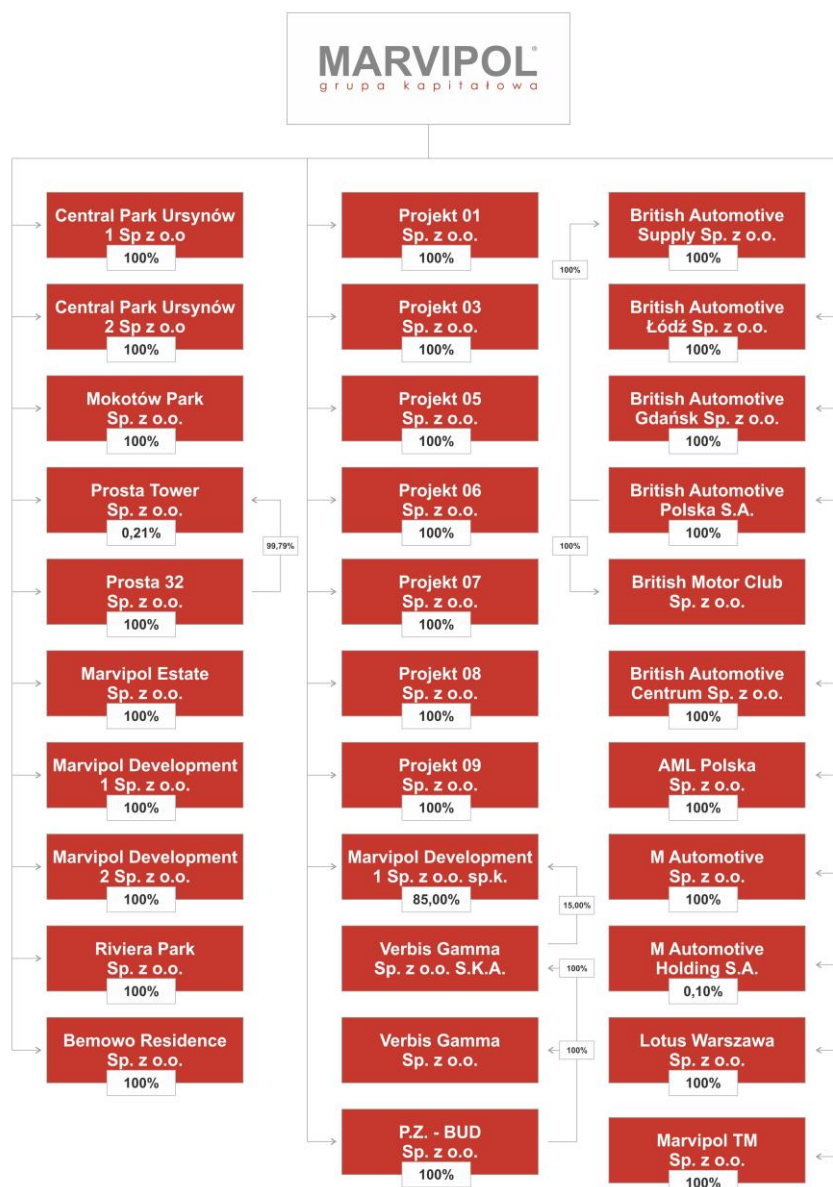 MARVIPOL®
grupa kapitałowa
Central Park Ursynów
1 Sp z o.o
100%
Central Park Ursynów
2 Sp z o.o
100%
Mokotów Park
Sp. z o.o.
100%
Prosta Tower
Sp. z o.o.
0,21%
99,79%
Prosta 32
Sp. z o.o.
100%
Marvipol Estate
Sp. z o.o.
100%
Marvipol Development
1 Sp. z o.o.
100%
Marvipol Development
2 Sp. z o.o.
100%
Riviera Park
Sp. z o.o.
100%
Bemowo Residence
Sp. z o.o.
100%
Projekt 01
Sp. z o.o.
100%
Projekt 03
Sp. z o.o.
100%
Projekt 05
Sp. z o.o.
100%
Projekt 06
Sp. z o.o.
100%
Projekt 07
Sp. z o.o.
100%
Projekt 08
Sp. z o.o.
100%
Projekt 09
Sp. z o.o.
100%
Marvipol Development
1 Sp. z o.o. sp.k.
85,00%
15,00%
Verbis Gamma
Sp. z o.o. S.K.A.
100%
Verbis Gamma
Sp. z o.o.
100%
P.Z. - BUD
Sp. z o.o.
100%
British Automotive
Supply Sp. z o.o.
100%
100%
British Automotive
Łódź Sp. z o.o.
100%
British Automotive
Gdańsk Sp. z o.o.
100%
British Automotive
Polska S.A.
100%
100%
British Motor Club
Sp. z o.o.
British Automotive
Centrum Sp. z o.o.
100%
AML Polska
Sp. z o.o.
100%
M Automotive
Sp. z o.o.
100%
M Automotive
Holding S.A.
0,10%
Lotus Warszawa
Sp. z o.o.
100%
Marvipol TM
Sp. z o.o.
100%